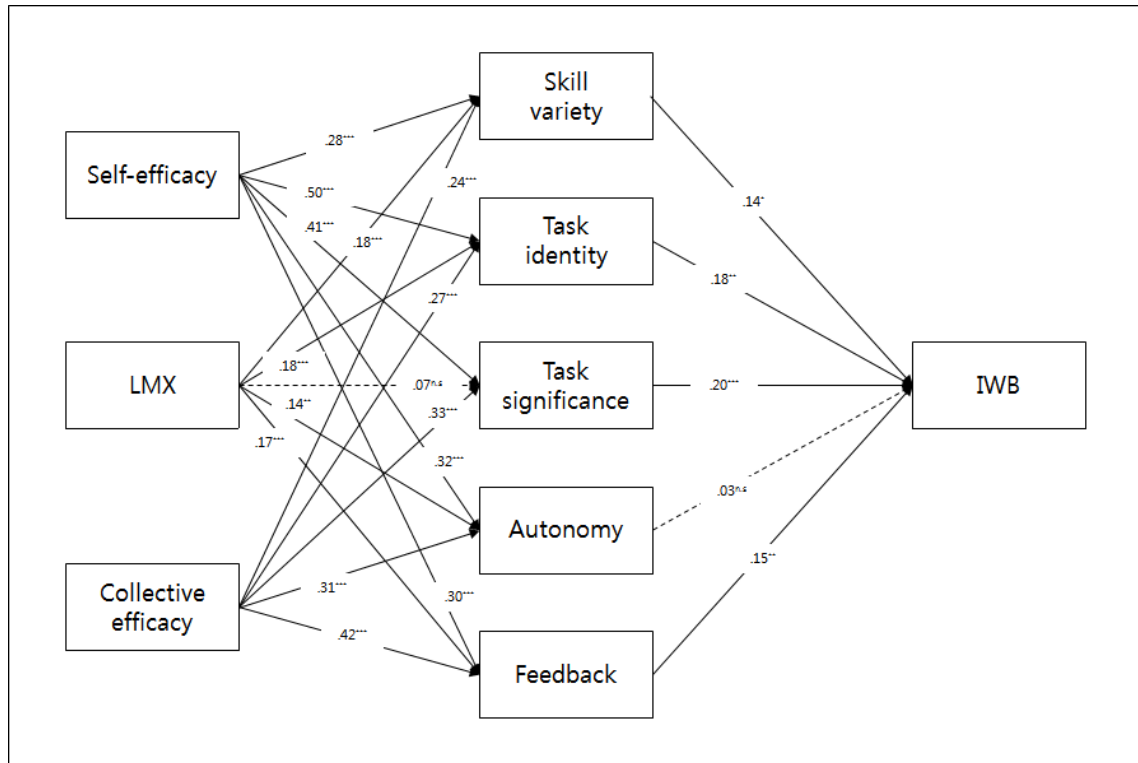 Skill
variety
Self-efficacy
.28***
.24***
.50***
.14*
.41***
.18***
Task
identity
.18**
.27***
LMX
.18***
.07n.s
Task
significance
.20***
IWB
.14**
.33***
.17***
.32***
.03n.s
Autonomy
.15**
Collective
efficacy
.31***
.30***
.42***
Feedback